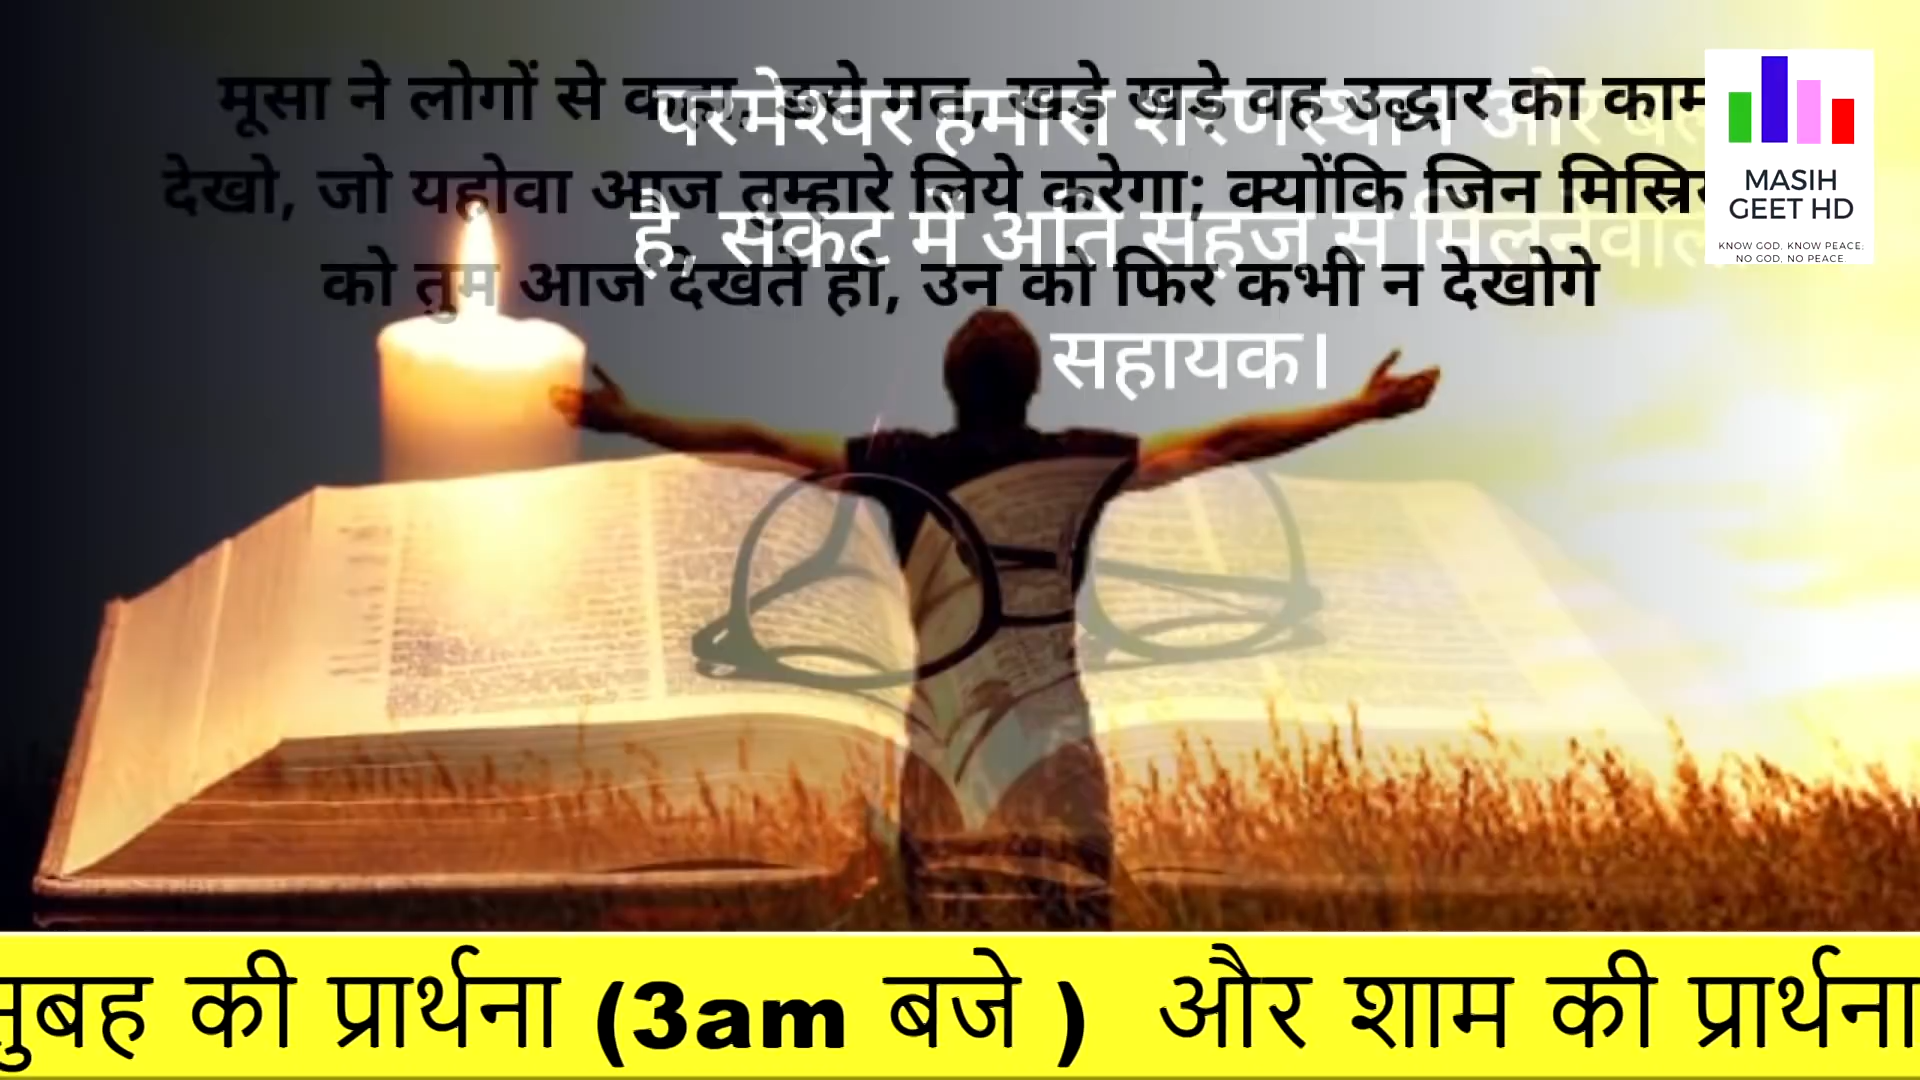 मूसा ने लोगों से कहा, डरो मत, खड़े खड़े वह उद्धार का काम
देखो, जो यहोवा आज तुम्हारे लिये करेगा; क्योंकि जिन
को तुम आज देखते हो, उन को फिर कभी न देखोगे
परमेश्वर हमारा शरणस्थान और
है, संकट में अति सहज से
सहायक।
MASIH
GEET HD
KNOW GOD, KNOW PEACE;
NO GOD, NO PEACE.
सुबह की प्रार्थना (3am बजे ) और शाम की प्रार्थना